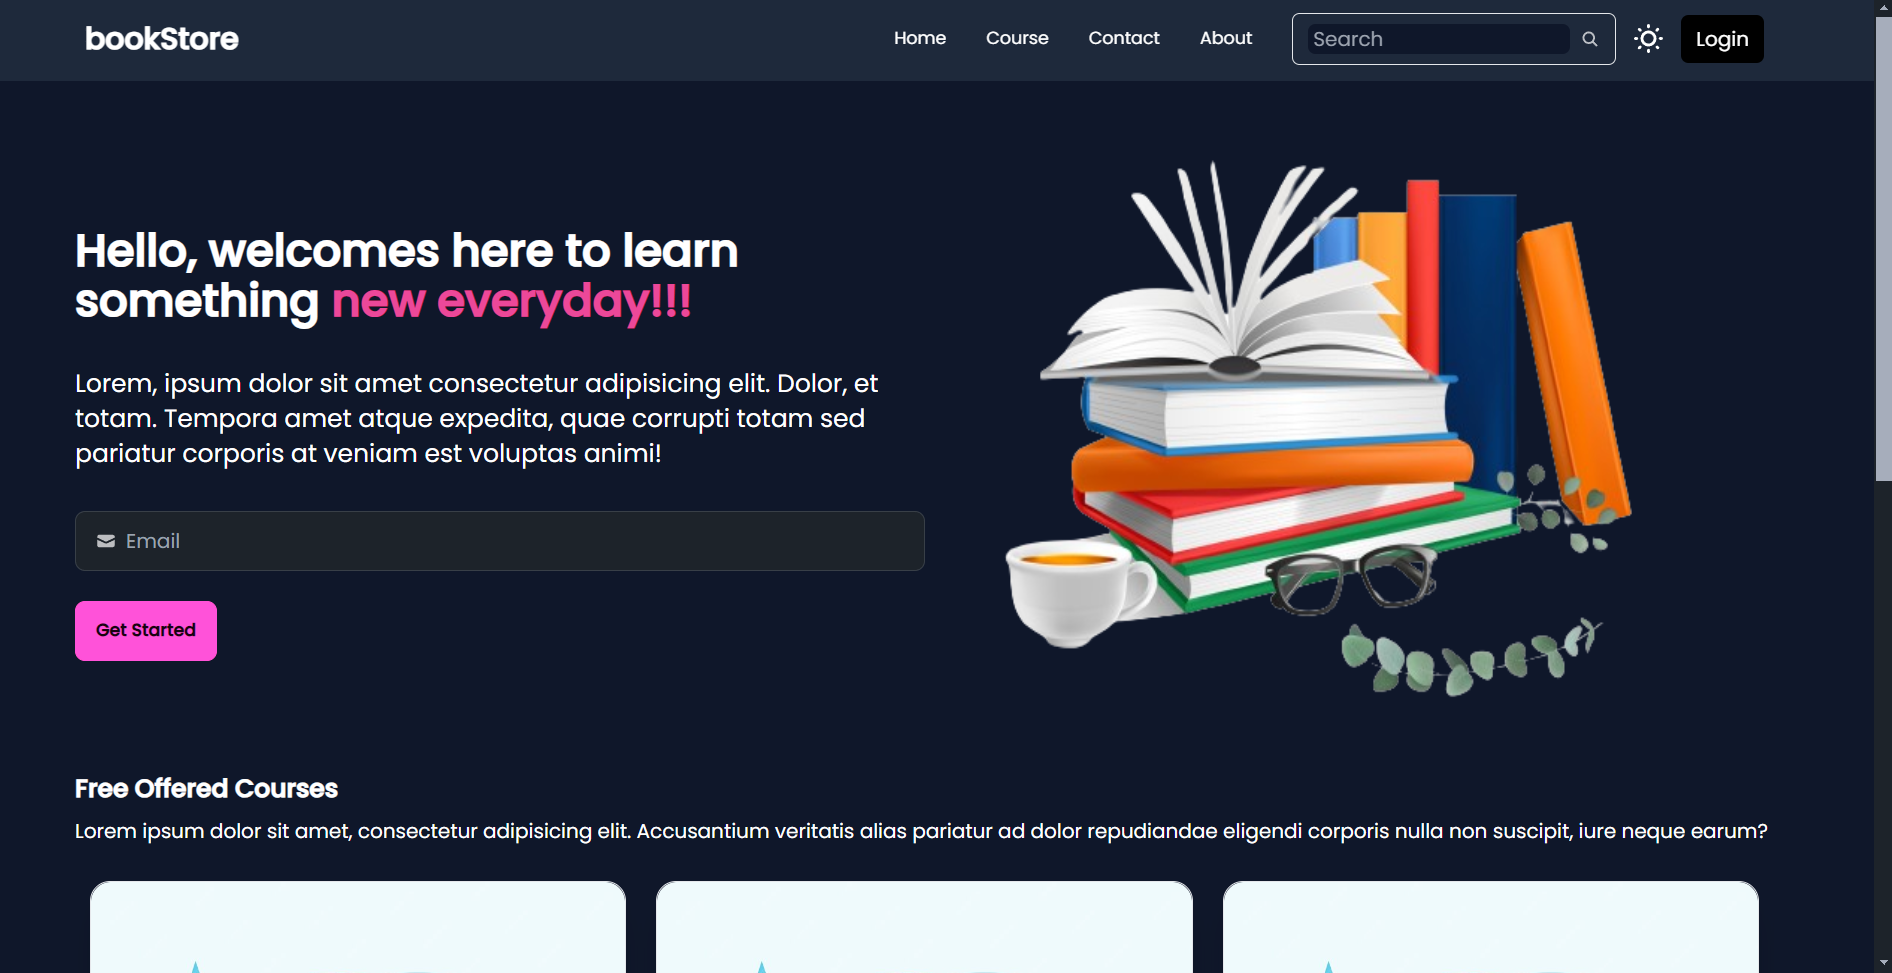 bookStore
Home
Course
Contact
About
Search
Login
Hello, welcomes here to learn
something new everyday!!!
Lorem, ipsum dolor sit amet consectetur adipisicing elit. Dolor, et
totam. Tempora amet atque expedita, quae corrupti totam sed
pariatur corporis at veniam est voluptas animi!
Email
Get Started
Free Offered Courses
Lorem ipsum dolor sit amet, consectetur adipisicing elit. Accusantium veritatis alias pariatur ad dolor repudiandae eligendi corporis nulla non suscipit, iure neque earum?